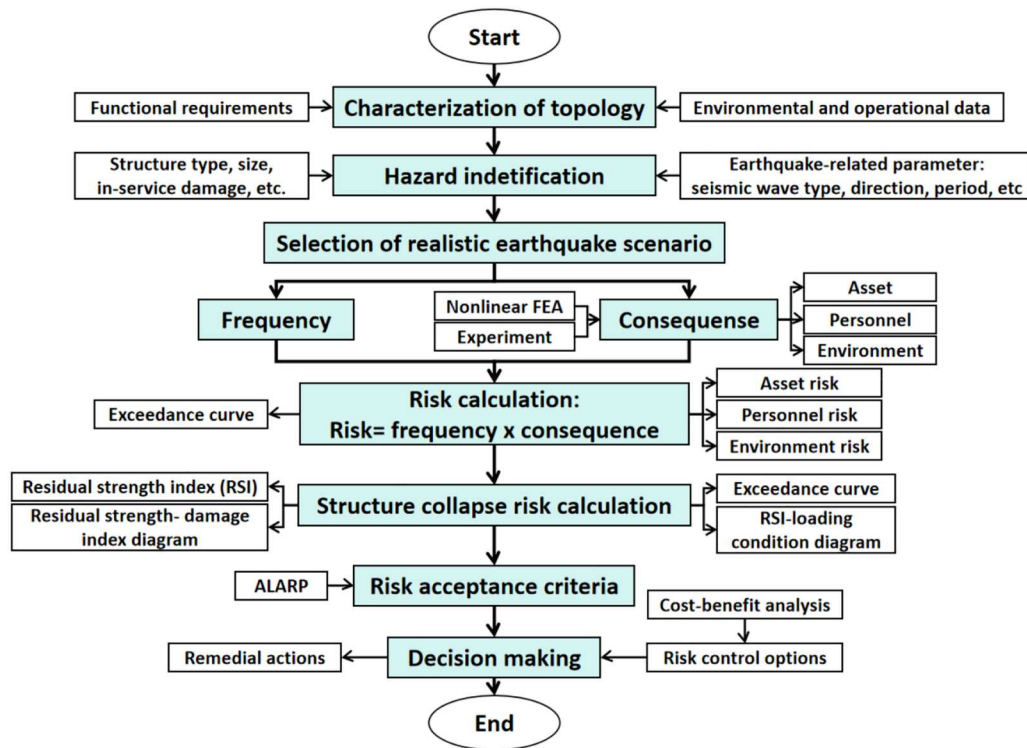 Start
Functional requirements
Characterization of topology
Environmental and operational data
Structure type, size,
in-service damage, etc.
Hazard indetification
Earthquake-related parameter:
seismic wave type, direction, period, etc
Selection of realistic earthquake scenario
Frequency
Nonlinear FEA
Experiment
Consequense
Asset
Personnel
Environment
Exceedance curve
Risk calculation:
Risk= frequency x consequence
Asset risk
Personnel risk
Environment risk
Residual strength index (RSI)
Residual strength- damage
index diagram
Structure collapse risk calculation
Exceedance curve
RSI-loading
condition diagram
ALARP
Risk acceptance criteria
Cost-benefit analysis
Remedial actions
Decision making
Risk control options
End